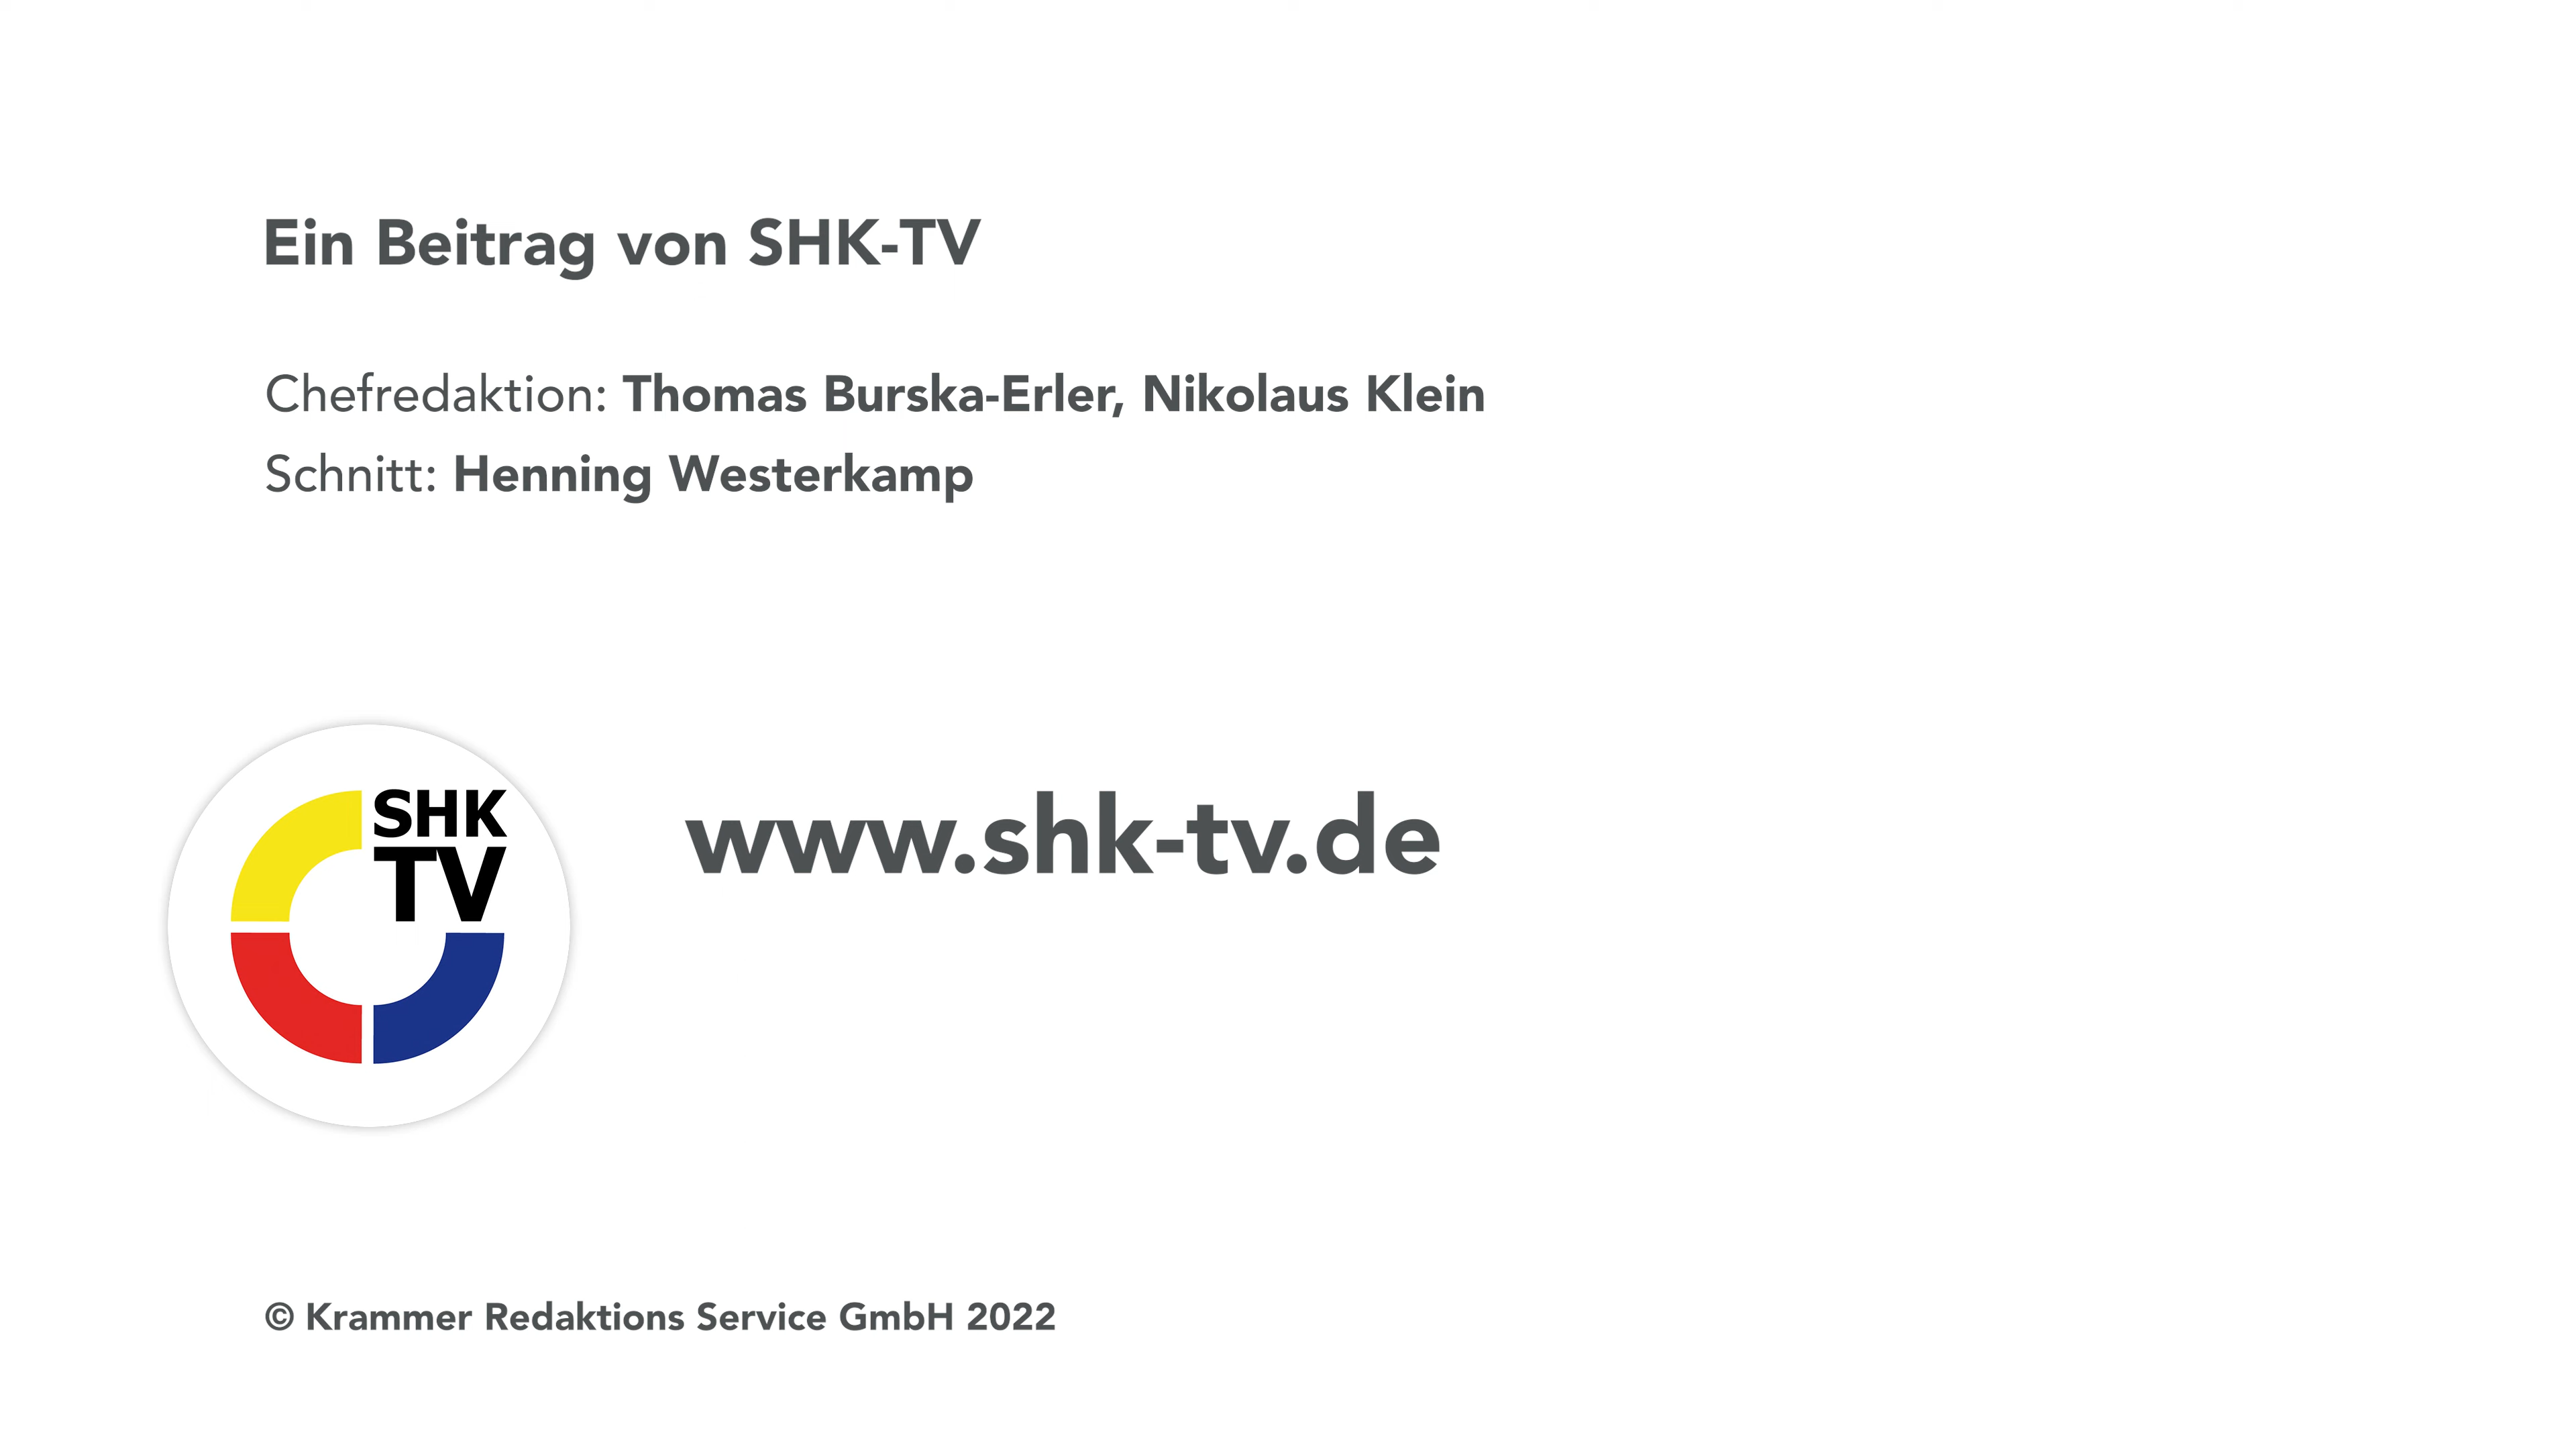 Ein Beitrag von SHK-TV
Chefredaktion: Thomas Burska-Erler, Nikolaus Klein
Schnitt: Henning Westerkamp
SHK
TV
www.shk-tv.de
© Krammer Redaktions Service GmbH 2022